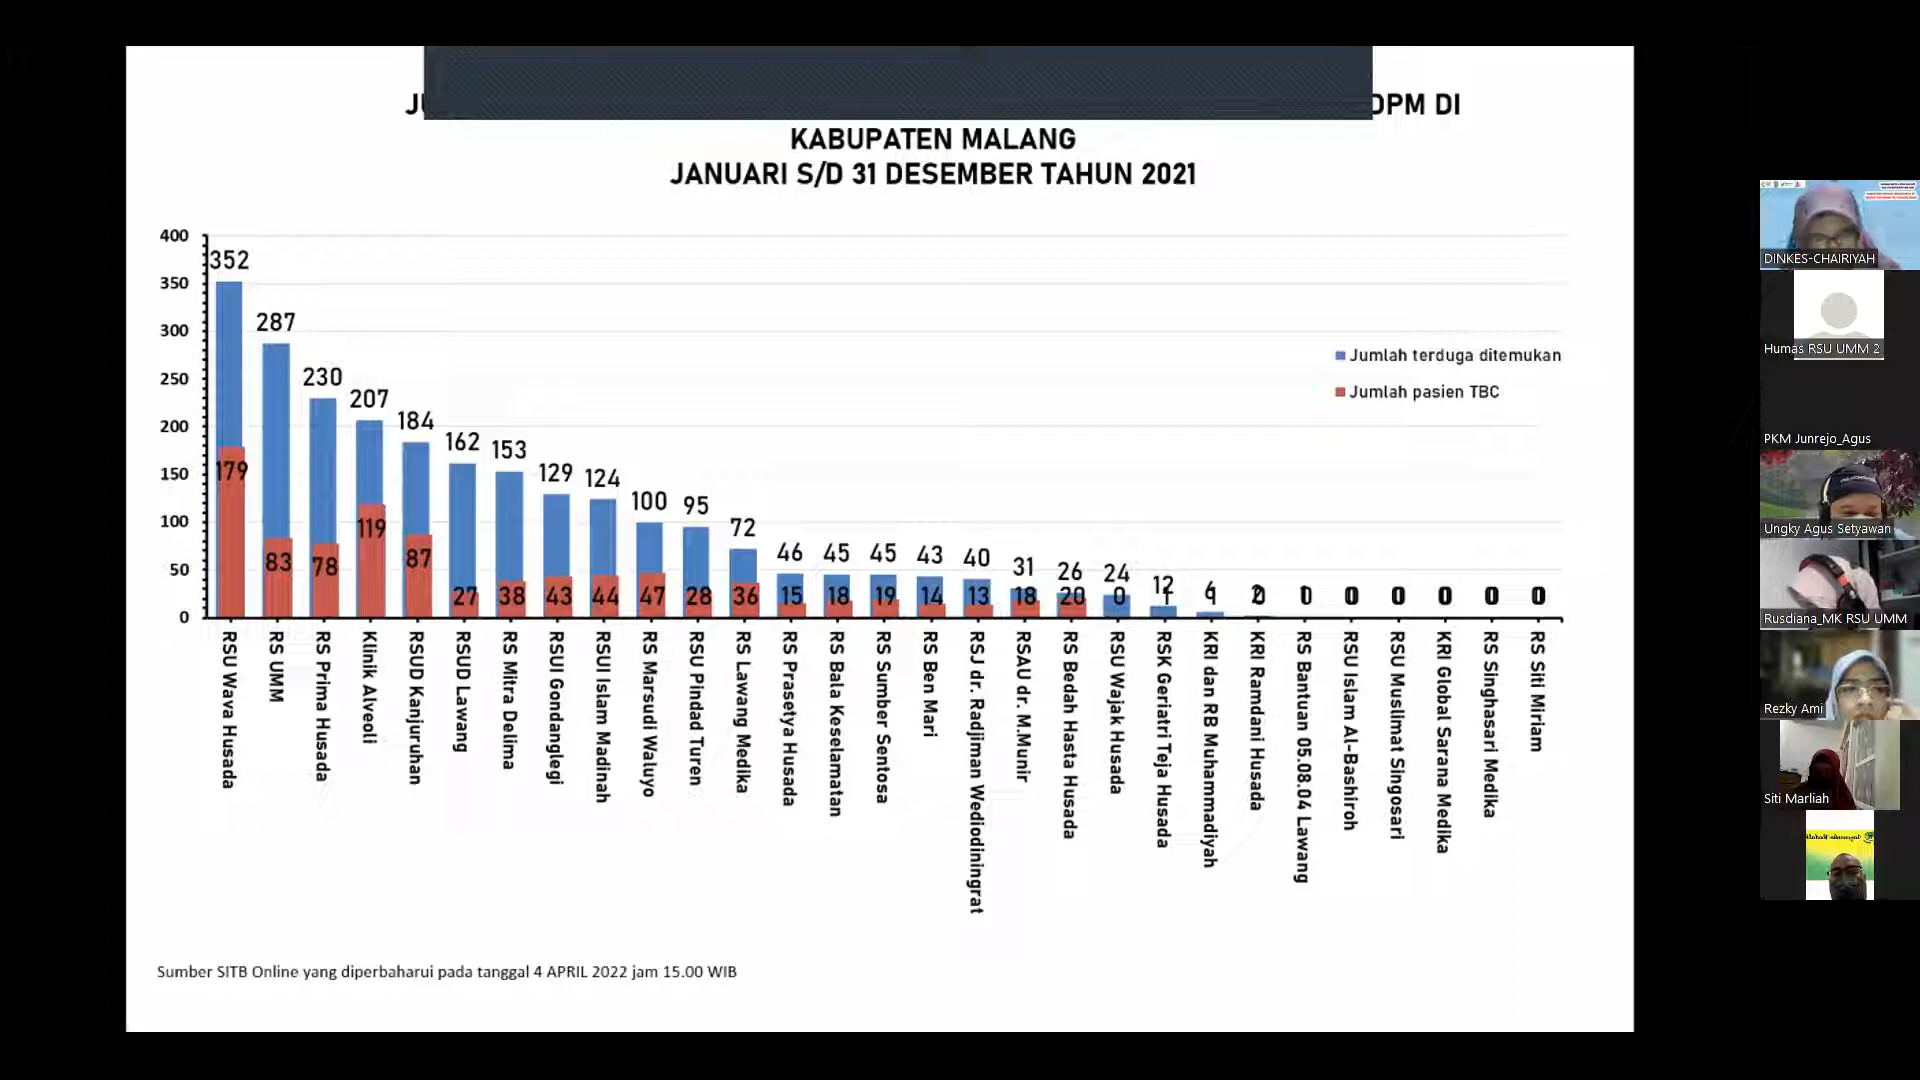 DPM DI
KABUPATEN MALANG
JANUARI S/D 31 DESEMBER TAHUN 2021
400
350
300
250
200
150
100
50
0
352
287
230
207
184
162
153
129
124
100
95
72
46
45
45
43
40
31
26
24
12
179
83
78
119
87
27
38
43
44
47
28
36
15
18
19
14
13
18
20
0
1
0
0
0
0
0
Jumlah terduga ditemukan
Jumlah pasien TBC
RSU Wava Husada
RS UMM
RS Prima Husada
Klinik Alveoli
RSUD Kanjuruhan
RSUD Lawang
RS Mitra Delima
RSUI Gondanglegi
RSUI Islam Madinah
RS Marsudi Waluyo
RSU Pindad Turen
RS Lawang Medika
RS Prasetya Husada
RS Bala Keselamatan
RS Sumber Sentosa
RS Ben Mari
RSJ dr. Radjiman Wediodiningrat
RSAU dr. M.Munir
RS Bedah Hasta Husada
RSU Wajak Husada
RSK Geriatri Teja Husada
KRI dan RB Muhammadiyah
KRI Ramdani Husada
RS Bantuan 05.08.04 Lawang
RSU Islam Al-Bashiroh
RSU Muslimat Singosari
KRI Global Sarana Medika
RS Singhasari Medika
RS Siti Miriam
Sumber SITB Online yang diperbaharui pada tanggal 4 APRIL 2022 jam 15.00 WIB
DINKES-CHAIRIYAH
Humas RSU UMM 2
PKM Junrejo_Agus
Ungky Agus Setyawan
Rusdiana_MK RSU UMM
Rezky Ami
Siti Marliah